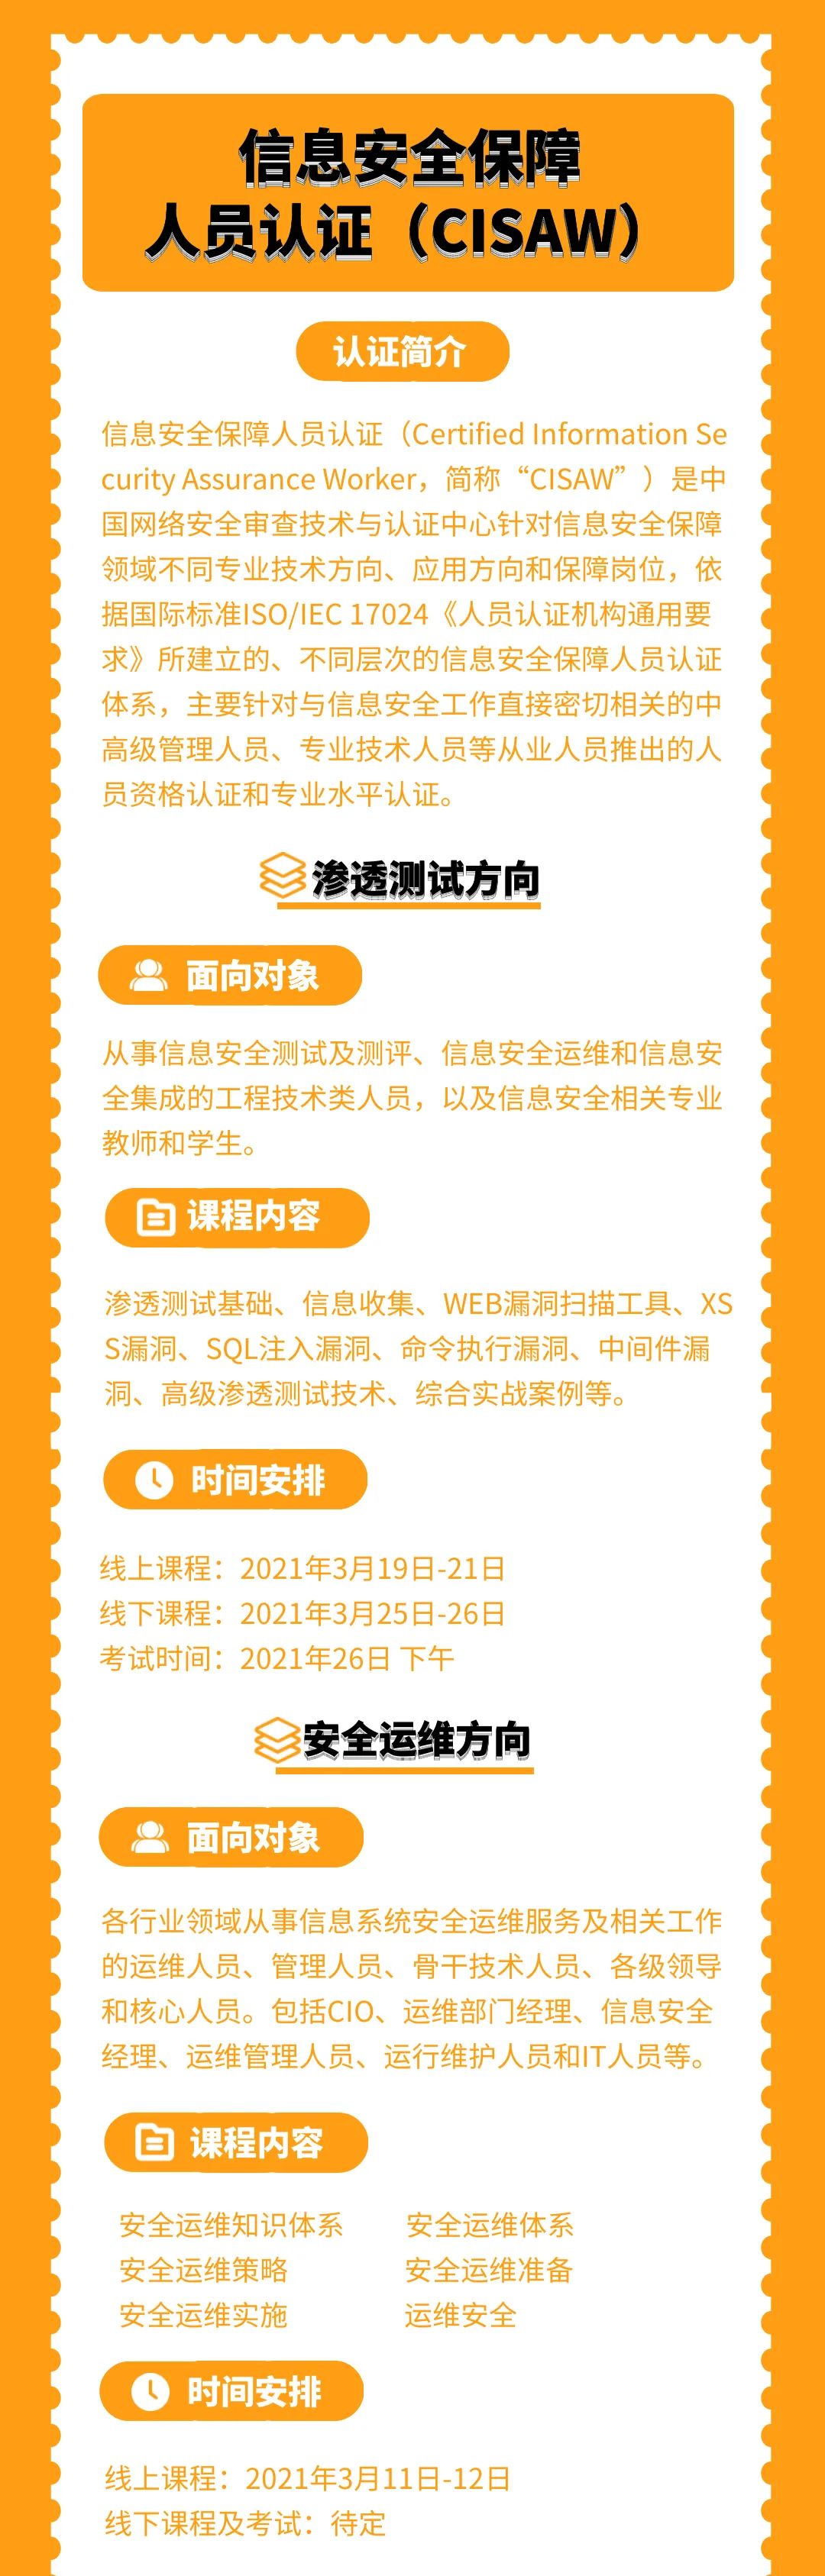 信息安全保障
人员认证（CISAW）
认证简介
信息安全保障人员认证（Certified Information Se
curity Assurance Worker，简称“CISAW”）是中
国网络安全审查技术与认证中心针对信息安全保障
领域不同专业技术方向、应用方向和保障岗位，依
据国际标准ISO/IEC 17024《人员认证机构通用要
求》所建立的、不同层次的信息安全保障人员认证
体系，主要针对与信息安全工作直接密切相关的中
高级管理人员、专业技术人员等从业人员推出的人
员资格认证和专业水平认证。
渗透测试方向
面向对象
从事信息安全测试及测评、信息安全运维和信息安
全集成的工程技术类人员，以及信息安全相关专业
教师和学生。
课程内容
渗透测试基础、信息收集、WEB漏洞扫描工具、XS
S漏洞、SQL注入漏洞、命令执行漏洞、中间件漏
洞、高级渗透测试技术、综合实战案例等。
时间安排
线上课程：2021年3月19日-21日
线下课程：2021年3月25日-26日
考试时间：2021年26日 下午
安全运维方向
面向对象
各行业领域从事信息系统安全运维服务及相关工作
的运维人员、管理人员、骨干技术人员、各级领导
和核心人员。包括CIO、运维部门经理、信息安全
经理、运维管理人员、运行维护人员和IT人员等。
课程内容
安全运维知识体系 安全运维体系
安全运维策略 安全运维准备
安全运维实施 运维安全
时间安排
线上课程：2021年3月11日-12日
线下课程及考试：待定